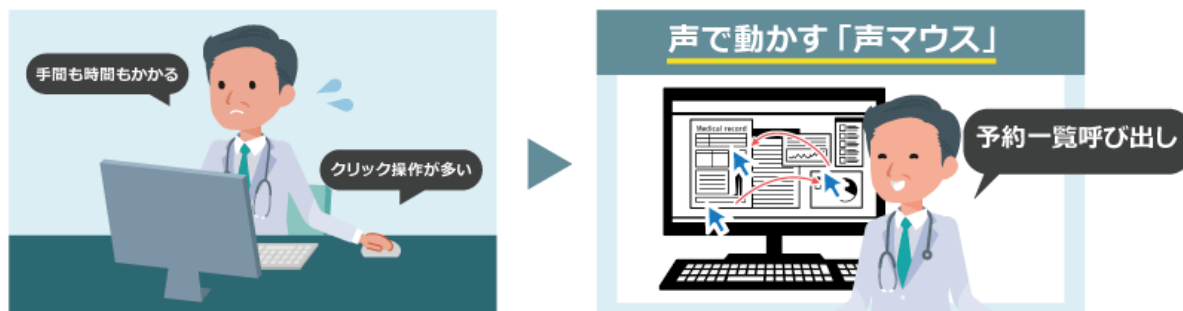 手間も時間もかかる
クリック操作が多い
声で動かす「声マウス」
Medical record
予約一覧呼び出し